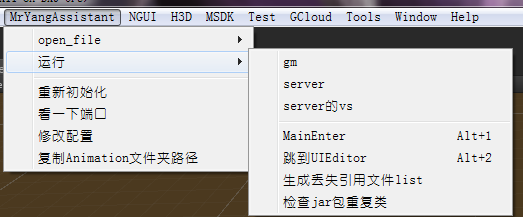 MrYangAssistant NGUI H3D MSDK Test GCloud Tools Window Help
open_file
运行
重新初始化
看一下端口
修改配置
复制Animation文件夹路径
gm
server
server的vs
MainEnter Alt+1
跳到UIEditor Alt+2
生成丢失引用文件list
检查jar包重复类